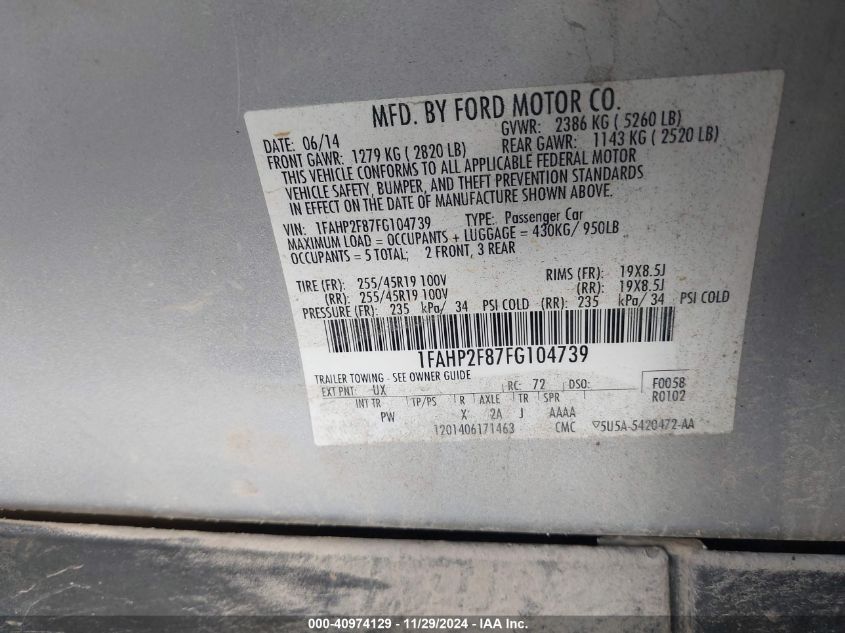 MFD. BY FORD MOTOR CO.
DATE: 06/14 GVWR: 2386 KG ( 5260 LB)
FRONT GAWR: 1279 KG ( 2820 LB) REAR GAWR: 1143 KG ( 2520 LB)
THIS VEHICLE CONFORMS TO ALL APPLICABLE FEDERAL MOTOR
VEHICLE SAFETY, BUMPER, AND THEFT PREVENTION STANDARDS
IN EFFECT ON THE DATE OF MANUFACTURE SHOWN ABOVE.
VIN: 1FAHP2F87FG104739 TYPE: Passenger Car
MAXIMUM LOAD = OCCUPANTS + LUGGAGE = 430KG/ 950LB
OCCUPANTS = 5 TOTAL; 2 FRONT, 3 REAR
TIRE (FR): 255/45R19 100V RIMS (FR): 19X8.5J
(RR): 255/45R19 100V (RR): 19X8.5J
PRESSURE (FR): 235 kPa/ 34 PSI COLD (RR): 235 kPa/ 34 PSI COLD
1FAHP2F87FG104739
TRAILER TOWING - SEE OWNER GUIDE
EXT PNT: UX RC: 72 DSO: F0058
INT TR TP/PS R AXLE TR SPR R0102
PW X 2A J AAAA
1201406171463 CMC ▽5U5A-5420472-AA
000-40974129 - 11/29/2024 - IAAI Inc.